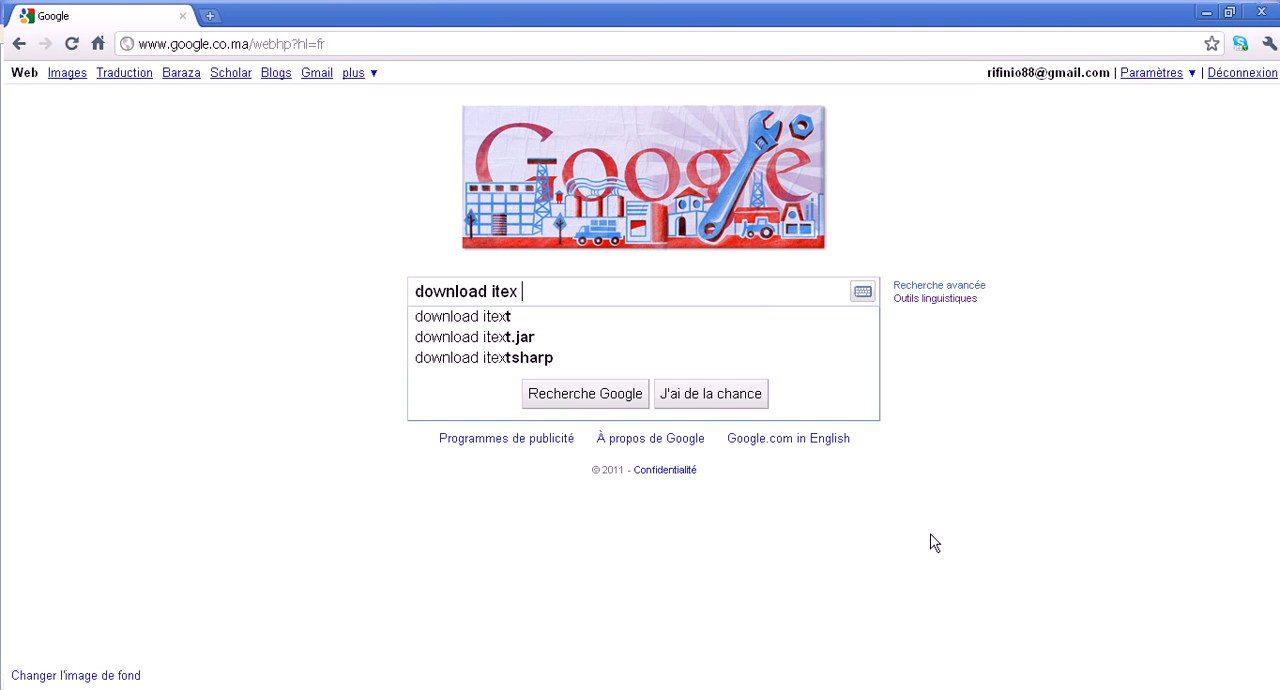 Google
www.google.co.ma/webhp?hl=fr
Web Images Traduction Baraza Scholar Blogs Gmail plus ▼ rifinio88@gmail.com | Paramètres ▼ | Déconnexion
Google
download itex
Recherche avancée
Outils linguistiques
download itext
download itext.jar
download itextsharp
Recherche Google J'ai de la chance
Programmes de publicité À propos de Google Google.com in English
© 2011 - Confidentialité
Changer l'image de fond